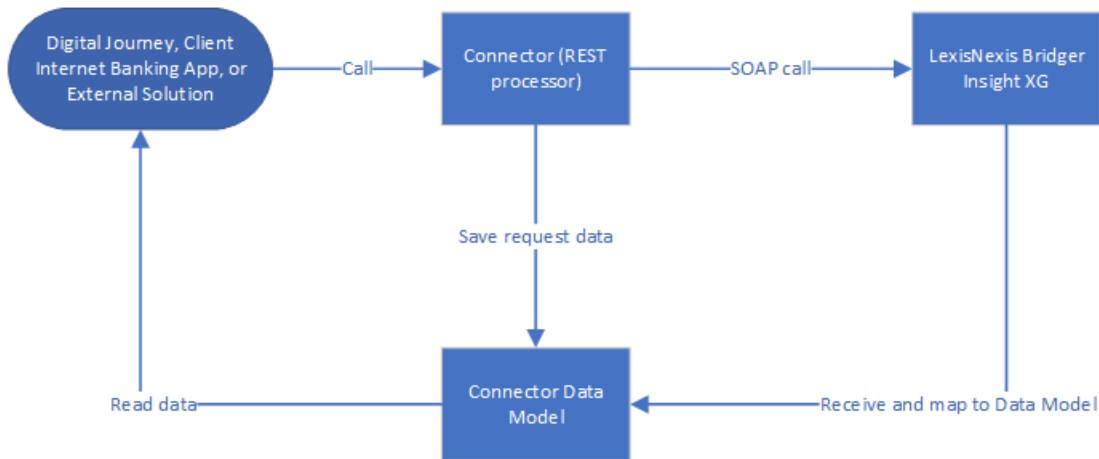 Digital Journey, Client
Internet Banking App, or
External Solution
Call
Connector (REST
processor)
SOAP call
LexisNexis Bridger
Insight XG
Save request data
Read data
Connector Data
Model
Receive and map to Data Model